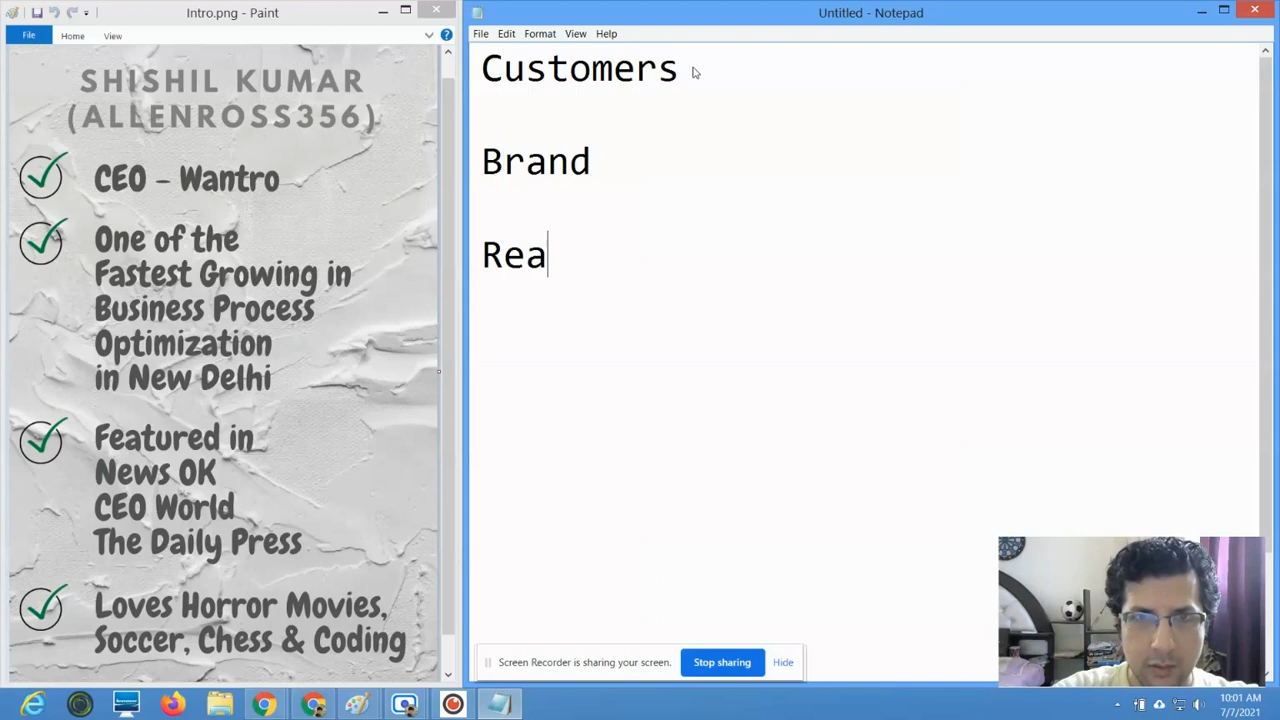 Intro.png - Paint
File
Home
View
SHISHIL KUMAR
(ALLENROSS356)
CEO – Wantro
One of the
Fastest Growing in
Business Process
Optimization
in New Delhi
Featured in
News OK
CEO World
The Daily Press
Loves Horror Movies,
Soccer, Chess & Coding
Untitled - Notepad
File Edit Format View Help
Customers
Brand
Rea
Screen Recorder is sharing your screen. Stop sharing Hide
10:01 AM
7/7/2021